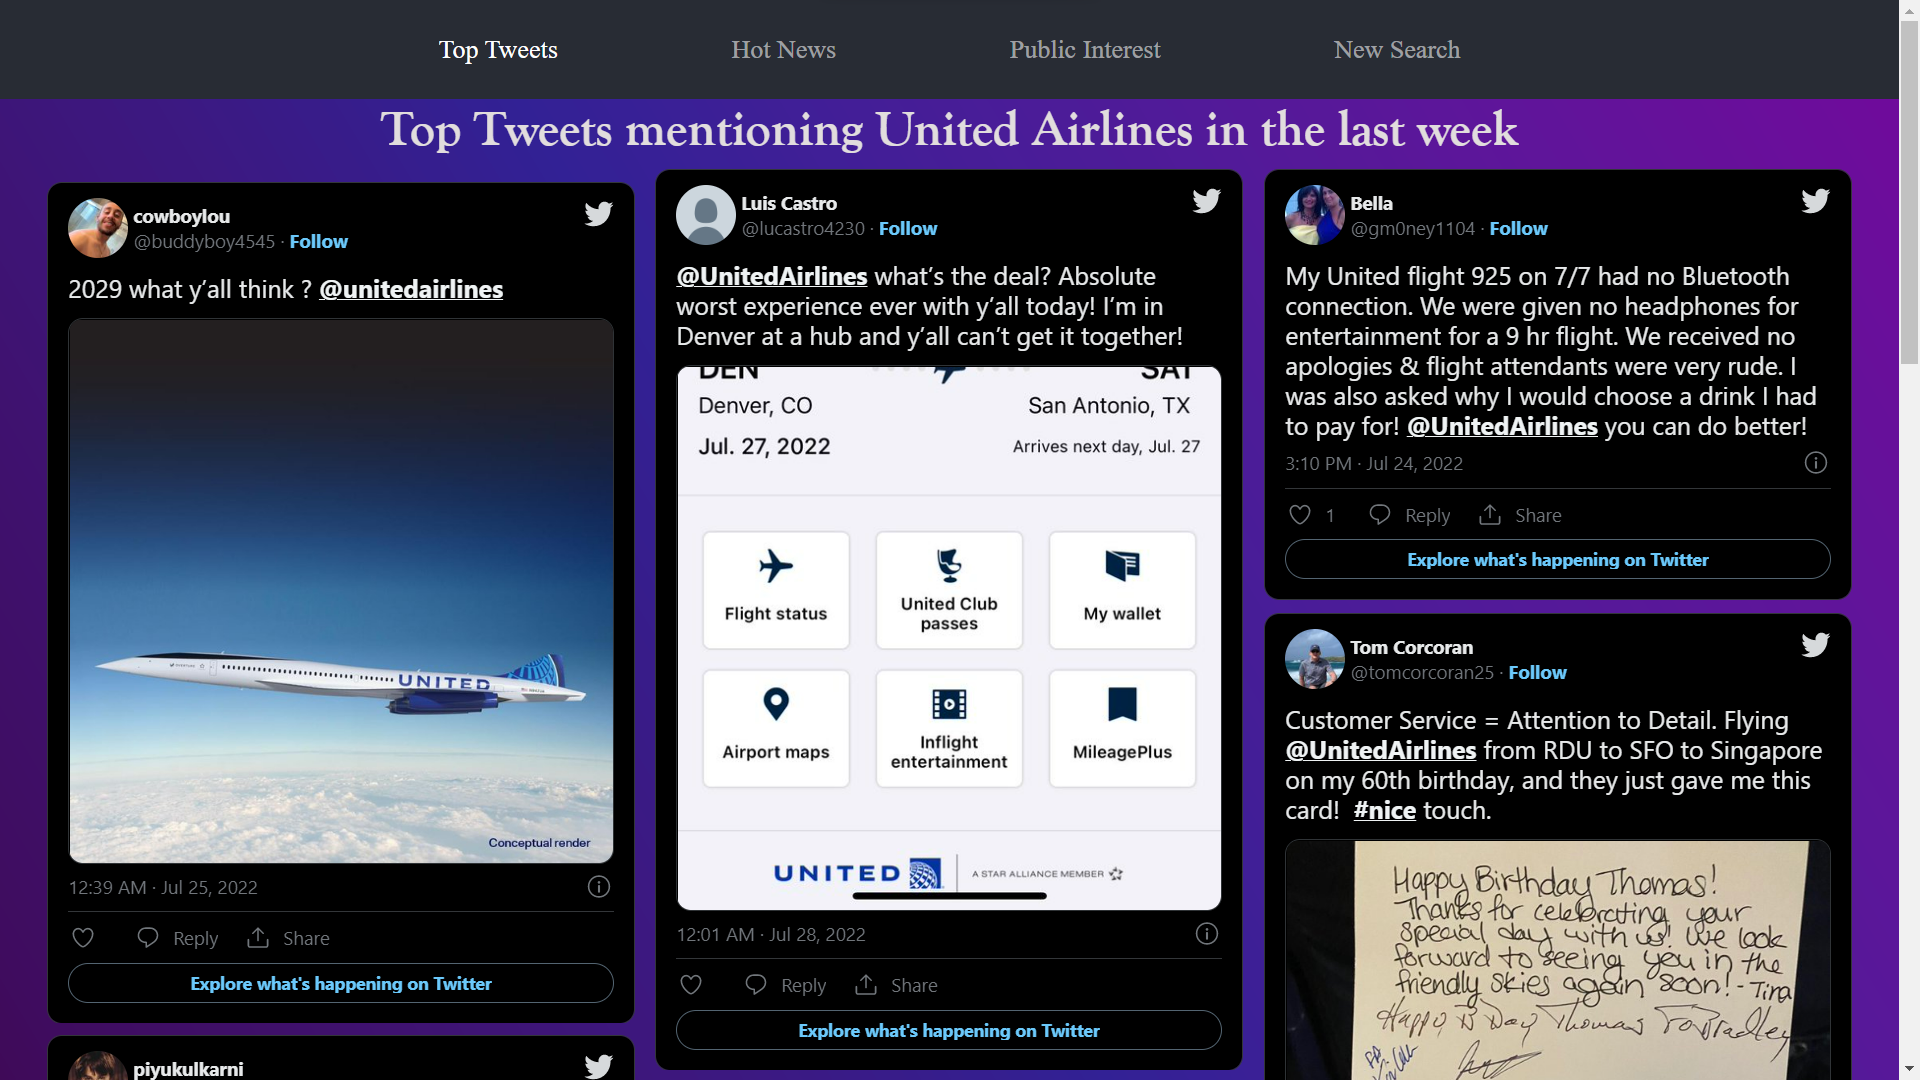 Top Tweets
Hot News
Public Interest
New Search
Top Tweets mentioning United Airlines in the last week
cowboylou
@buddyboy4545 · Follow
2029 what y’all think ? @unitedairlines
UNITED
Conceptual render
12:39 AM · Jul 25, 2022
Reply
Share
Explore what's happening on Twitter
piyukulkarni
Luis Castro
@lucastro4230 · Follow
@UnitedAirlines what’s the deal? Absolute
worst experience ever with y’all today! I’m in
Denver at a hub and y’all can’t get it together!
DEN
SAT
Denver, CO
San Antonio, TX
Jul. 27, 2022
Arrives next day, Jul. 27
Flight status
United Club
passes
My wallet
Airport maps
Inflight
entertainment
MileagePlus
UNITED
A STAR ALLIANCE MEMBER
12:01 AM · Jul 28, 2022
Reply
Share
Explore what's happening on Twitter
Bella
@gm0ney1104 · Follow
My United flight 925 on 7/7 had no Bluetooth
connection. We were given no headphones for
entertainment for a 9 hr flight. We received no
apologies & flight attendants were very rude. I
was also asked why I would choose a drink I had
to pay for! @UnitedAirlines you can do better!
3:10 PM · Jul 24, 2022
1
Reply
Share
Explore what's happening on Twitter
Tom Corcoran
@tomcorcoran25 · Follow
Customer Service = Attention to Detail. Flying
@UnitedAirlines from RDU to SFO to Singapore
on my 60th birthday, and they just gave me this
card! #nice touch.
Happy Birthday Thomas!
Thanks for celebrating your
special day with us! We look
forward to seeing you in the
friendly skies again soon! - Tina
Happy B Day Thomas